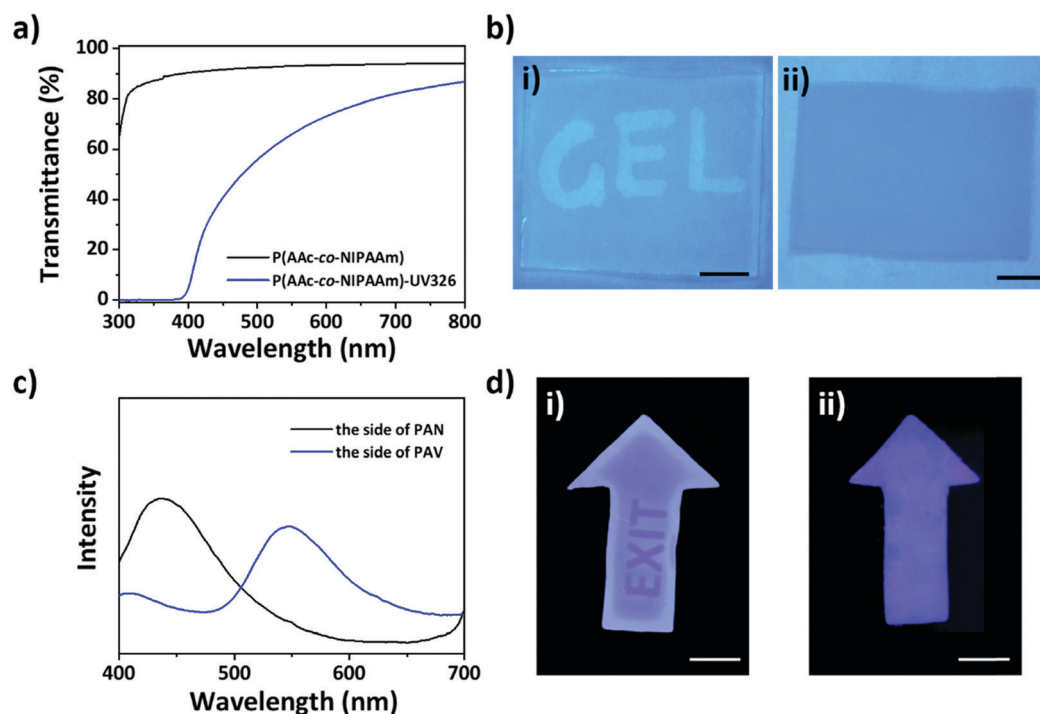 a)
Transmittance (%)
100
80
60
40
20
0
P(AAc-co-NIPAAm)
P(AAc-co-NIPAAm)-UV326
300 400 500 600 700 800
Wavelength (nm)
b)
i)
GEL
ii)
c)
Intensity
the side of PAN
the side of PAV
400 500 600 700
Wavelength (nm)
d)
i)
EXIT
ii)